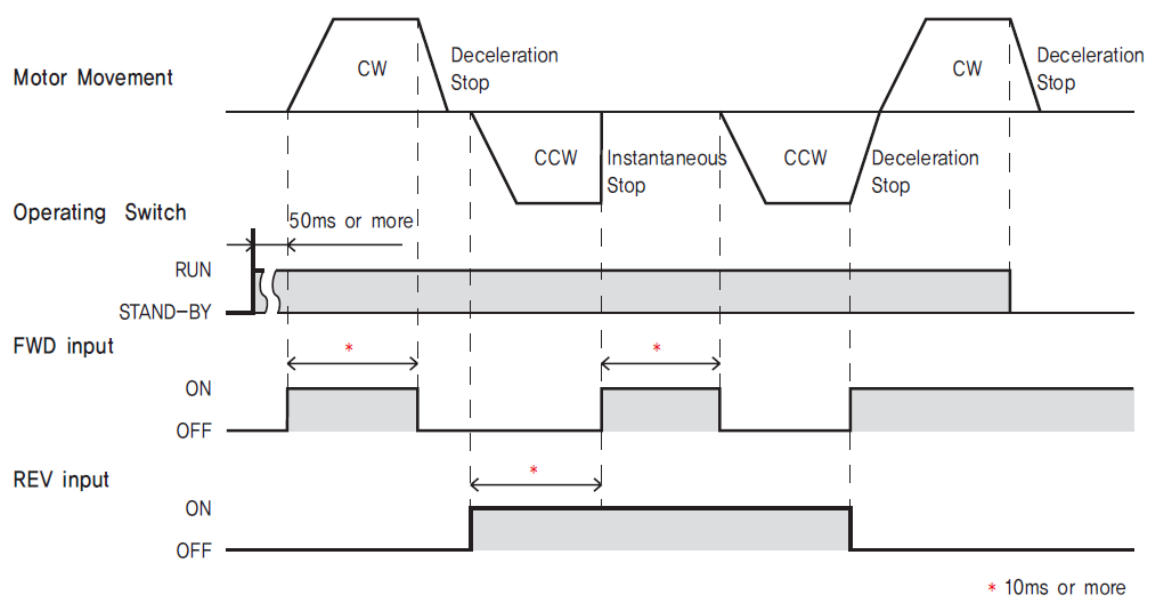 Motor Movement
CW
Deceleration
Stop
CW
Deceleration
Stop
CCW
Instantaneous
Stop
CCW
Deceleration
Stop
Operating Switch
50ms or more
RUN
STAND-BY
FWD input
*
*
ON
OFF
REV input
*
ON
OFF
* 10ms or more